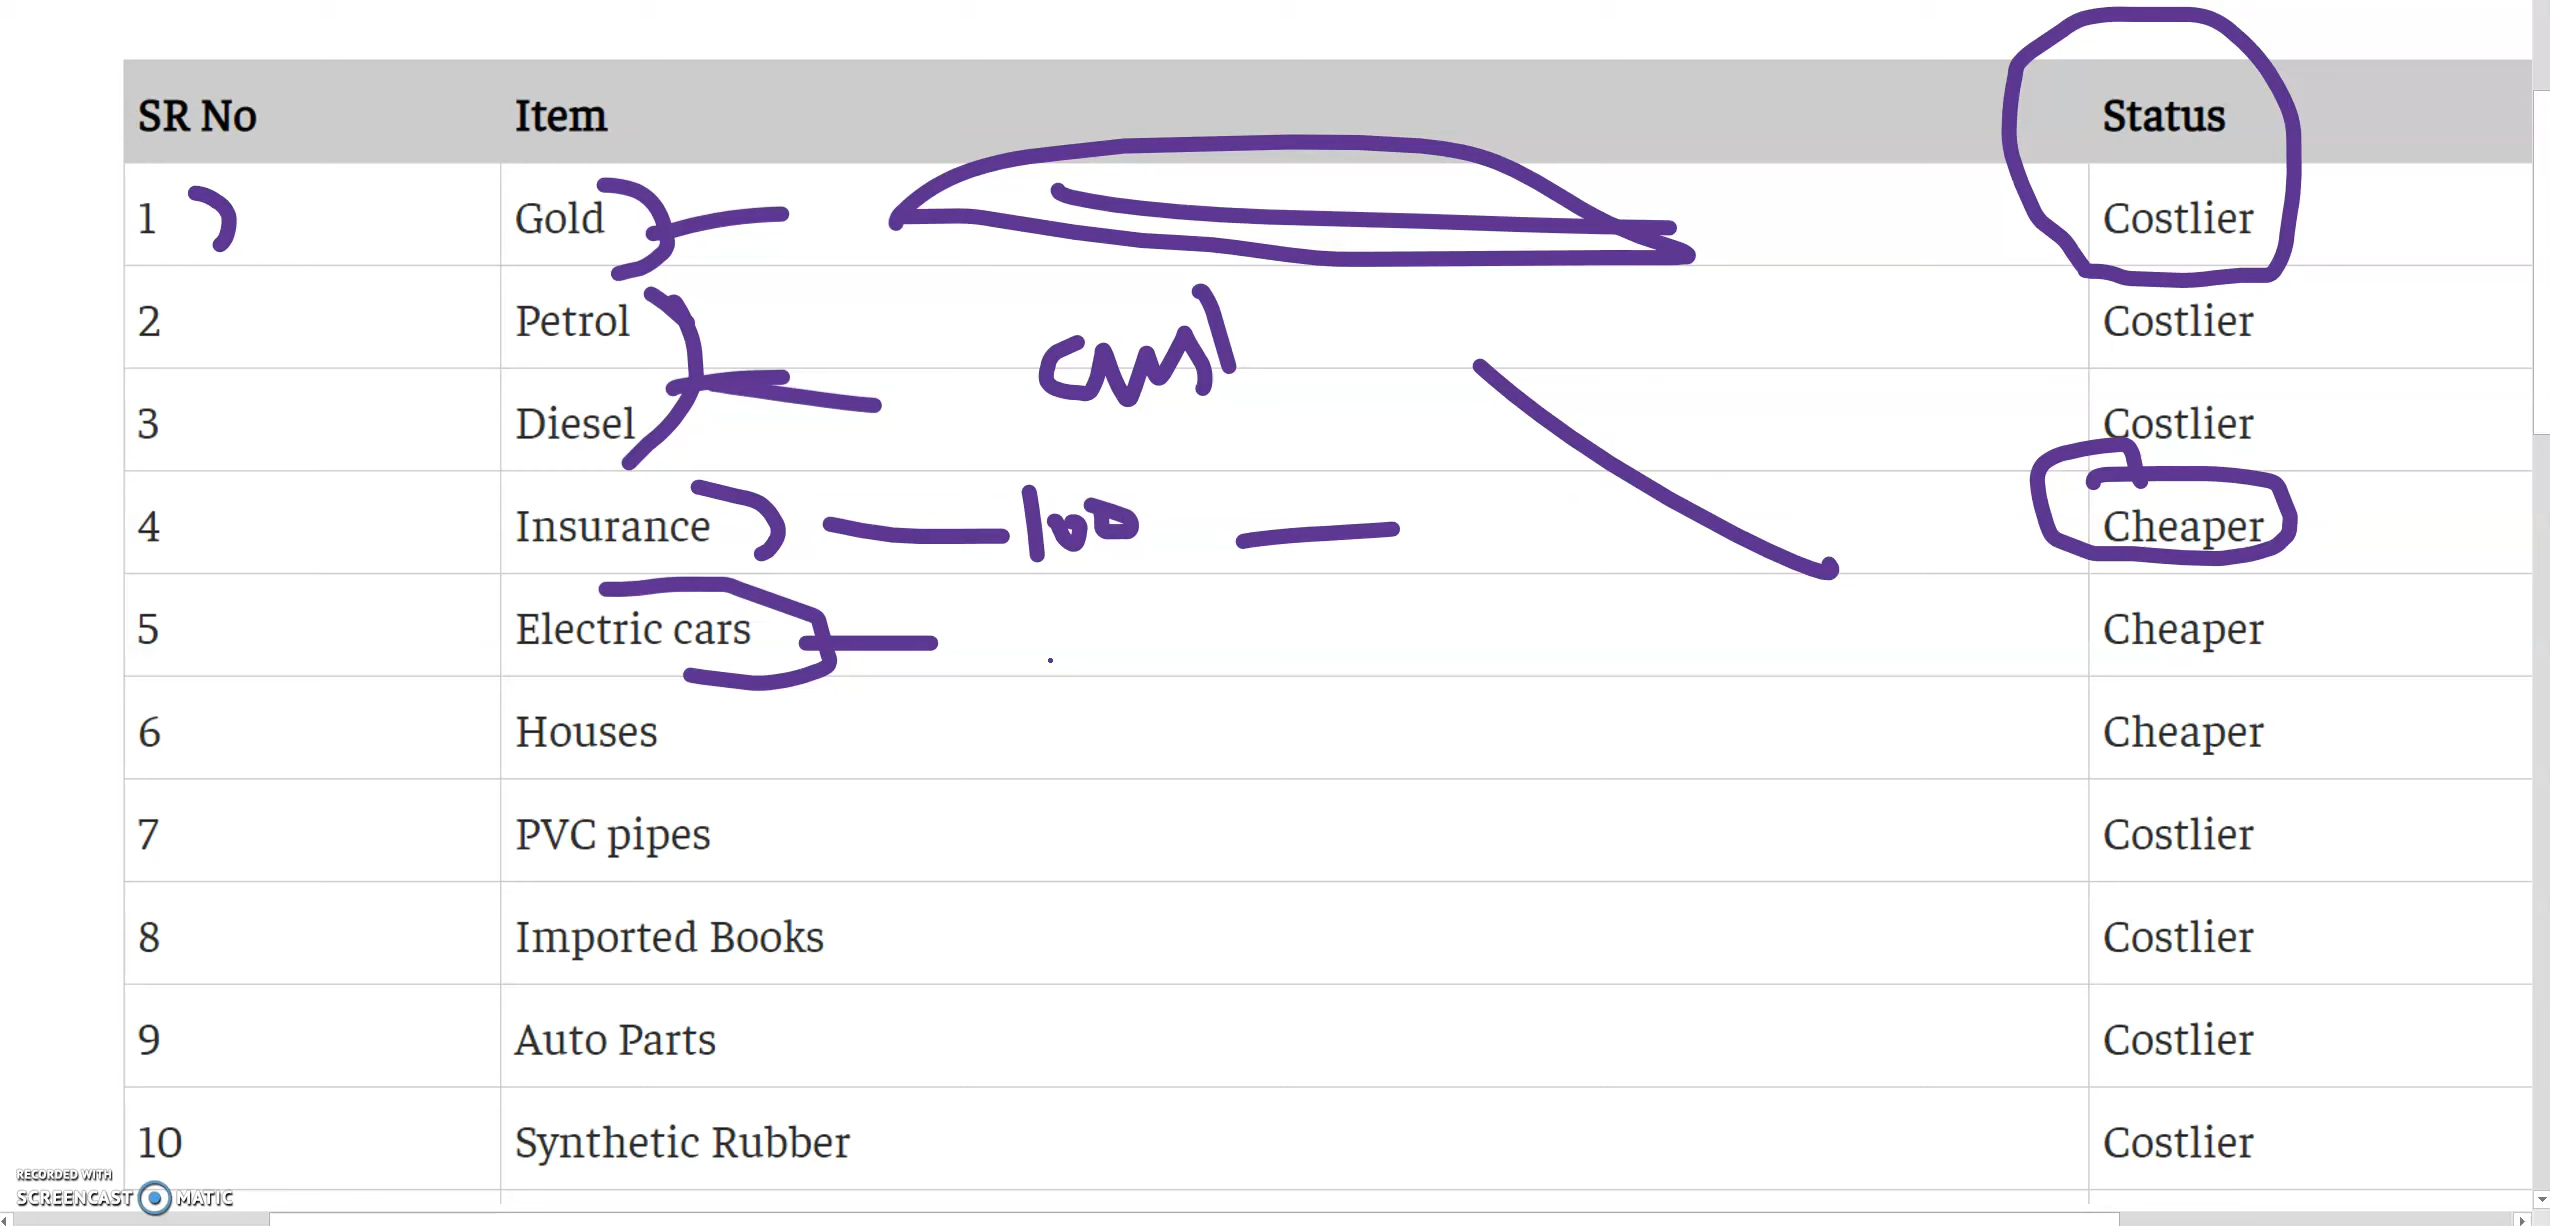 SR No Item Status
1 Gold Costlier
2 Petrol Costlier
3 Diesel Costlier
4 Insurance 100 Cheaper
5 Electric cars Cheaper
6 Houses Cheaper
7 PVC pipes Costlier
8 Imported Books Costlier
9 Auto Parts Costlier
10 Synthetic Rubber Costlier
RECORDED WITH
SCREENCAST MATIC